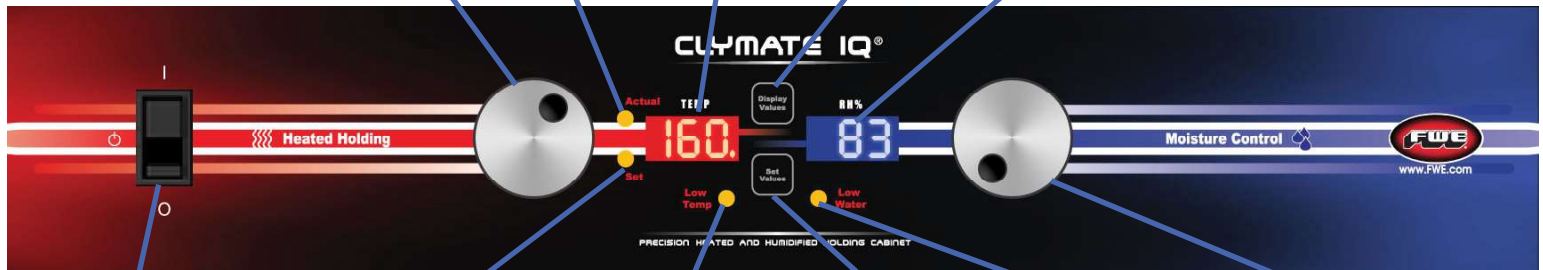 CLYMATE IQ®
I
Actual
TEMP
Display
Values
RH%
Heated Holding
160.
83
Moisture Control
FWE
www.FWE.com
Set
Set
Values
Low
Temp
Low
Water
O
PRECISION HEATED AND HUMIDIFIED HOLDING CABINET